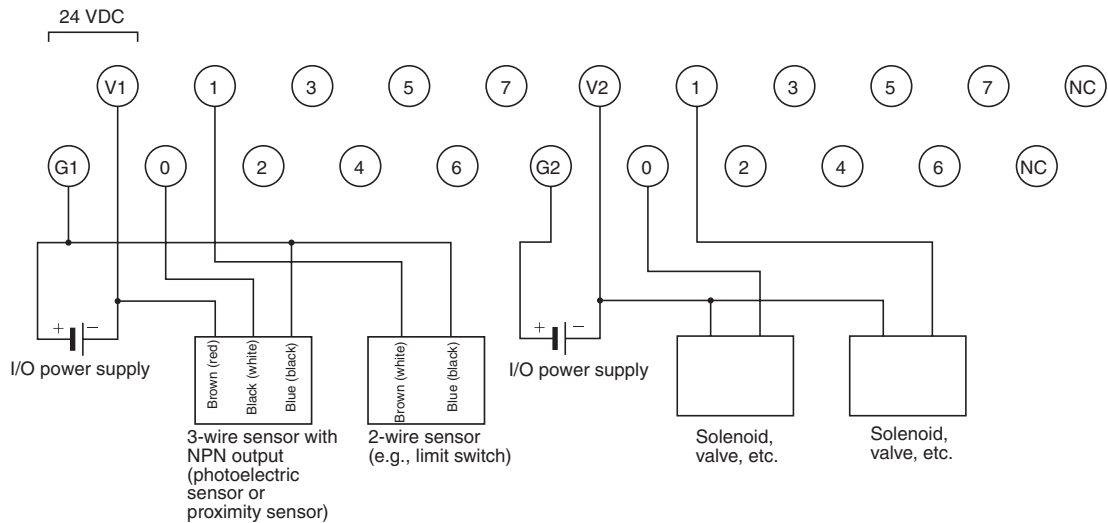 24 VDC
V1 1 3 5 7 V2 1 3 5 7 NC
G1 0 2 4 6 G2 0 2 4 6 NC
+ − + −
I/O power supply
Brown (red)
Black (white)
Blue (black)
Brown (white)
Blue (black)
I/O power supply
3-wire sensor with
NPN output
(photoelectric
sensor or
proximity sensor)
2-wire sensor
(e.g., limit switch)
Solenoid,
valve, etc.
Solenoid,
valve, etc.